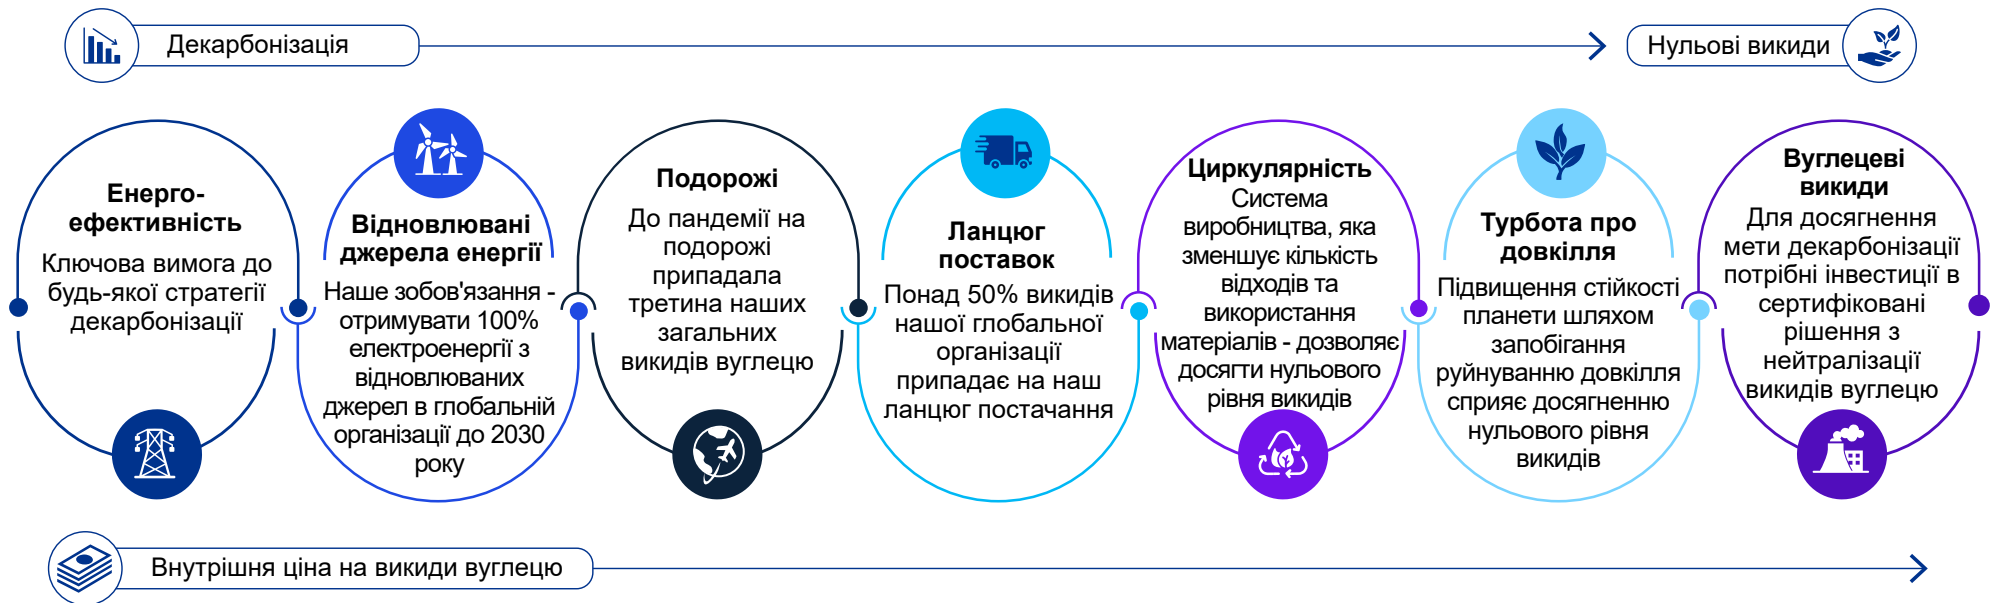 Декарбонізація
Нульові викиди
Енерго-
ефективність
Ключова вимога до
будь-якої стратегії
декарбонізації
Відновлювані
джерела енергії
Наше зобов'язання -
отримувати 100%
електроенергії з
відновлюваних
джерел в глобальній
організації до 2030
року
Подорожі
До пандемії на
подорожі
припадала
третина наших
загальних
викидів вуглецю
Ланцюг
поставок
Понад 50% викидів
нашої глобальної
організації
припадає на наш
ланцюг постачання
Циркулярність
Система
виробництва, яка
зменшує кількість
відходів та
використання
матеріалів - дозволяє
досягти нульового
рівня викидів
Турбота про
довкілля
Підвищення стійкості
планети шляхом
запобігання
руйнуванню довкілля
сприяє досягненню
нульового рівня
викидів
Вуглецеві
викиди
Для досягнення
мети декарбонізації
потрібні інвестиції в
сертифіковані
рішення з
нейтралізації
викидів вуглецю
Внутрішня ціна на викиди вуглецю